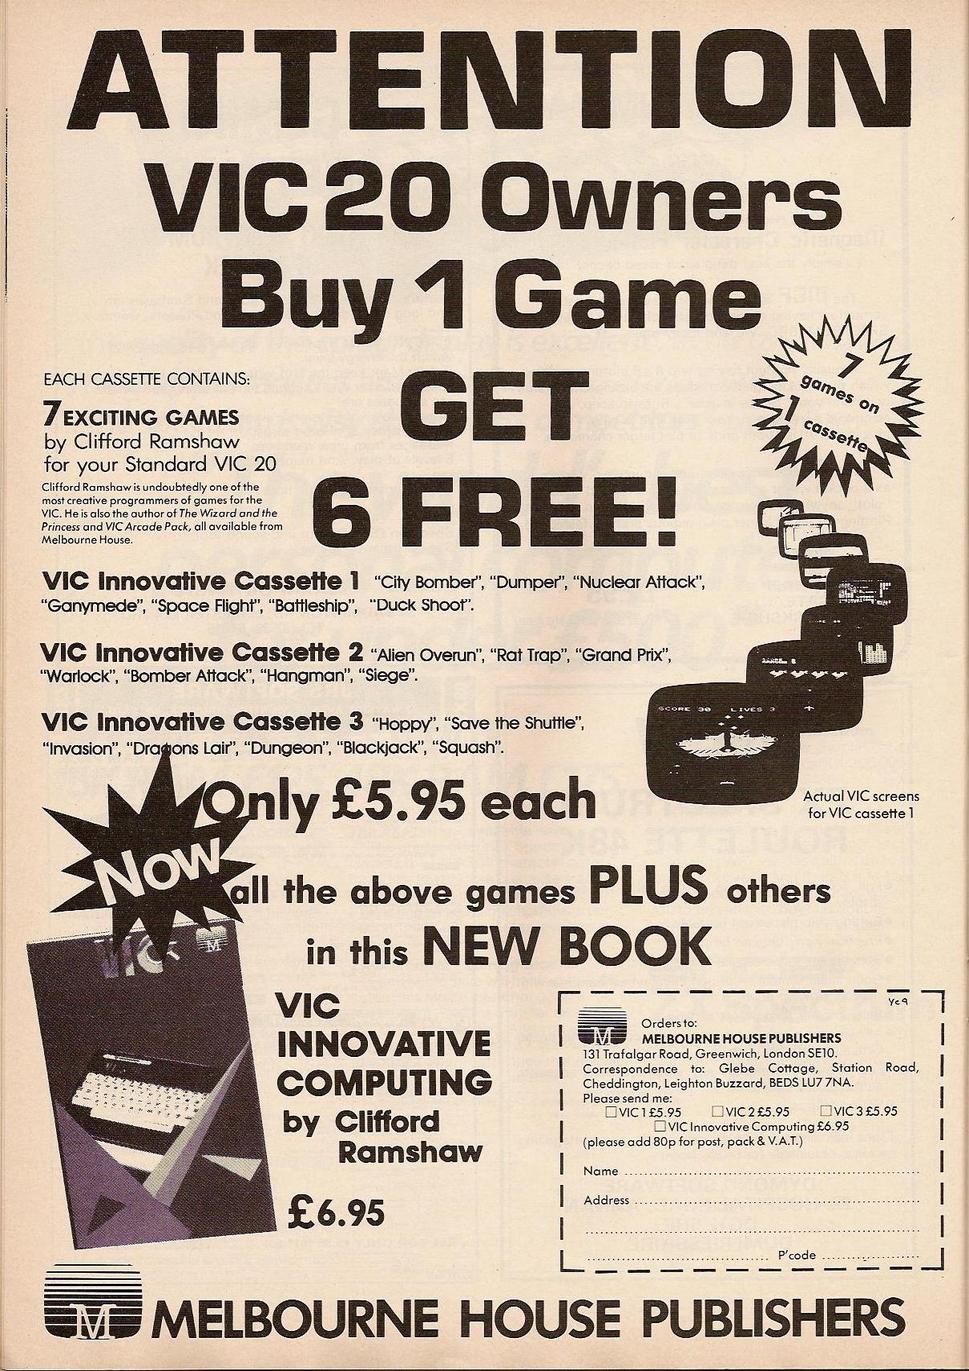 ATTENTION
VIC 20 Owners
Buy 1 Game
GET
6 FREE!
7
games on
1
cassette
EACH CASSETTE CONTAINS:
7 EXCITING GAMES
by Clifford Ramshaw
for your Standard VIC 20
Clifford Ramshaw is undoubtedly one of the
most creative programmers of games for the
VIC. He is also the author of The Wizard and the
Princess and VIC Arcade Pack, all available from
Melbourne House.
VIC Innovative Cassette 1 "City Bomber", "Dumper", "Nuclear Attack",
"Ganymede", "Space Flight", "Battleship", "Duck Shoot".
VIC Innovative Cassette 2 "Alien Overun", "Rat Trap", "Grand Prix",
"Warlock", "Bomber Attack", "Hangman", "Siege".
VIC Innovative Cassette 3 "Hoppy", "Save the Shuttle",
"Invasion", "Dragons Lair", "Dungeon", "Blackjack", "Squash".
SCORE 30 LIVES 3
Actual VIC screens
for VIC cassette 1
Only £5.95 each
Now
all the above games PLUS others
in this NEW BOOK
VIC
M
VIC
INNOVATIVE
COMPUTING
by Clifford
Ramshaw
£6.95
Yc9
M
Orders to:
MELBOURNE HOUSE PUBLISHERS
131 Trafalgar Road, Greenwich, London SE10.
Correspondence to: Glebe Cottage, Station Road,
Cheddington, Leighton Buzzard, BEDS LU7 7NA.
Please send me:
☐ VIC 1 £5.95 ☐ VIC 2 £5.95 ☐ VIC 3 £5.95
☐ VIC Innovative Computing £6.95
(please add 80p for post, pack & V.A.T.)
Name
Address
P'code
M MELBOURNE HOUSE PUBLISHERS